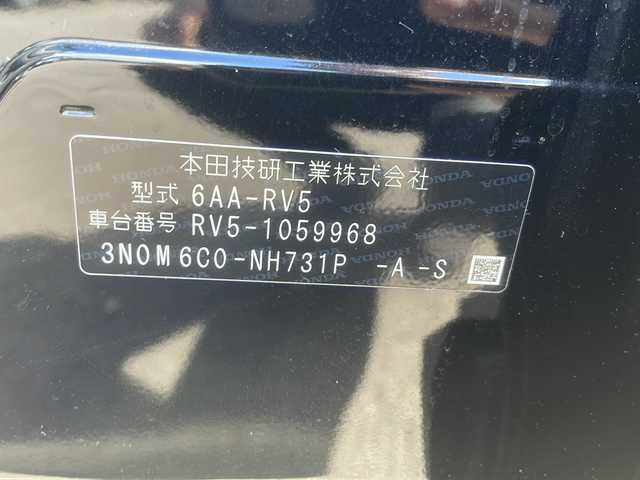 本田技研工業株式会社
型式 6AA-RV5
車台番号 RV5-1059968
3N0M6C0-NH731P -A -S